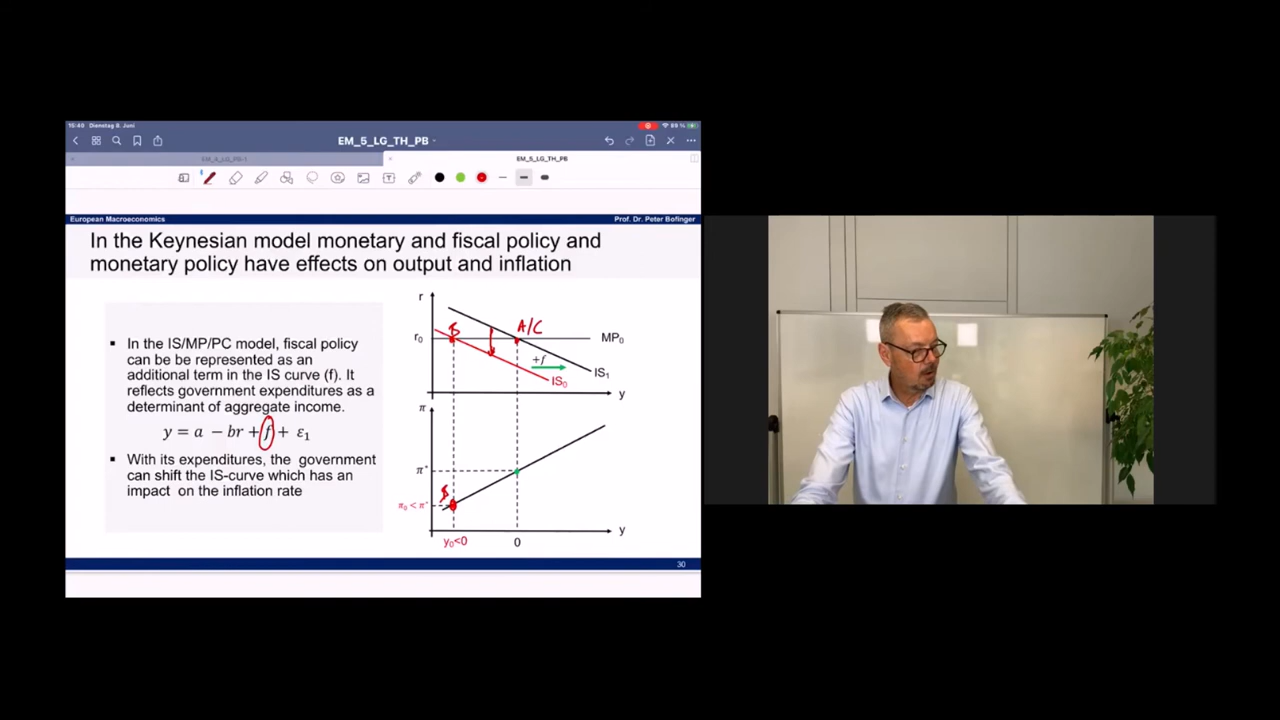 15:40 Dienstag 8. Juni
89 %
EM_5_LG_TH_PB
EM_4_LG_PB-1
EM_5_LG_TH_PB
European Macroeconomics
Prof. Dr. Peter Bofinger
In the Keynesian model monetary and fiscal policy and
monetary policy have effects on output and inflation
In the IS/MP/PC model, fiscal policy
can be be represented as an
additional term in the IS curve (f). It
reflects government expenditures as a
determinant of aggregate income.
y = a − br + f + ε₁
With its expenditures, the government
can shift the IS-curve which has an
impact on the inflation rate
r
B
A/C
r₀
MP₀
+f
IS₁
IS₀
y
π
π*
B
π₀ < π*
y
y₀<0
0
30